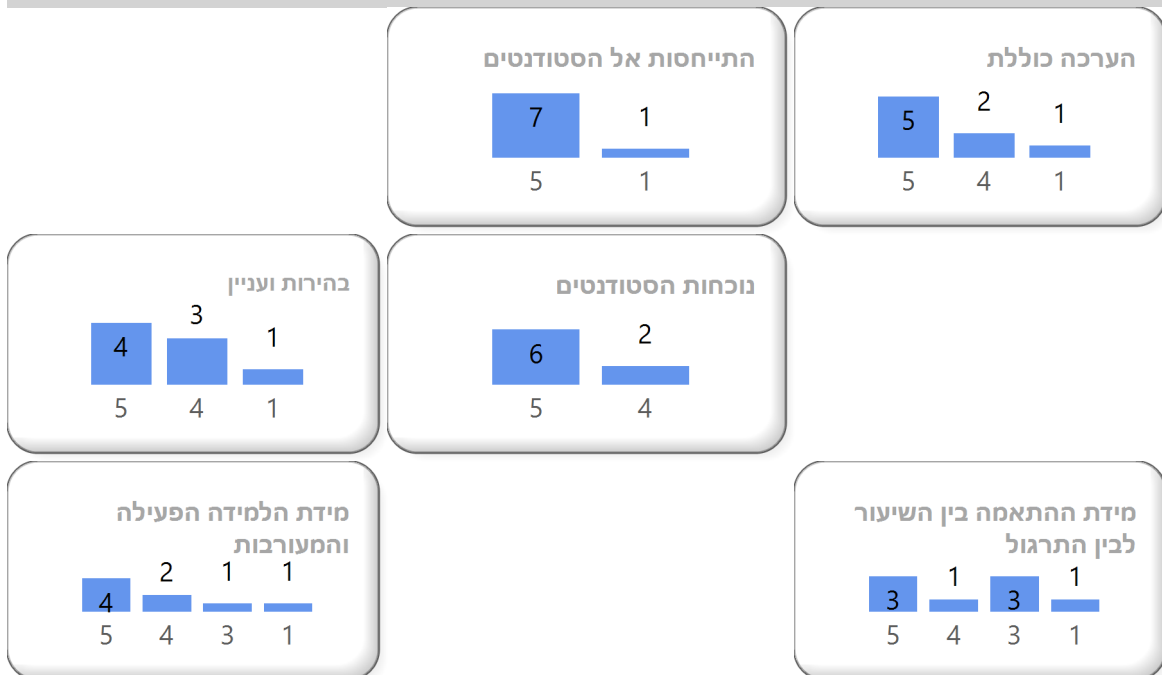 הערכה כוללת
5 2 1
5 4 1
התייחסות אל הסטודנטים
7 1
5 1
נוכחות הסטודנטים
6 2
5 4
בהירות ועניין
4 3 1
5 4 1
מידת ההתאמה בין השיעור
לבין התרגול
3 1 3 1
5 4 3 1
מידת הלמידה הפעילה
והמעורבות
4 2 1 1
5 4 3 1